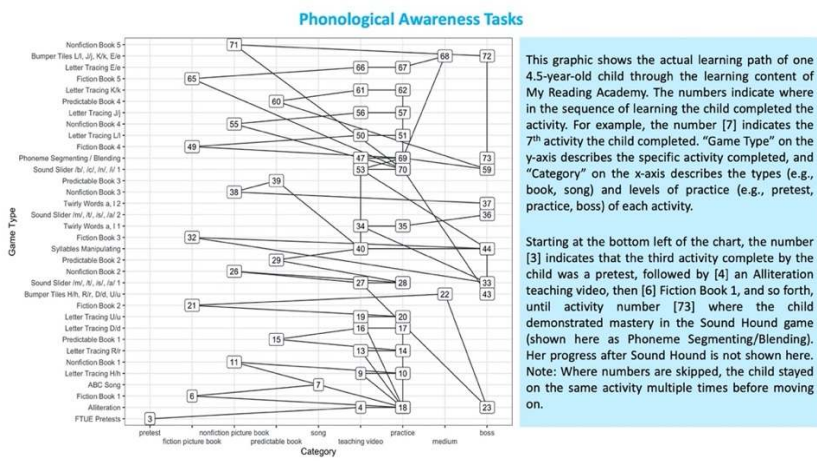 Phonological Awareness Tasks
Game Type
Nonfiction Book 5
Bumper Tiles L/l, J/j, K/k, E/e
Letter Tracing E/e
Fiction Book 5
Letter Tracing K/k
Predictable Book 4
Letter Tracing J/j
Nonfiction Book 4
Letter Tracing L/l
Fiction Book 4
Phoneme Segmenting / Blending
Sound Slider /b/, /c/, /n/, /i/ 1
Predictable Book 3
Nonfiction Book 3
Twirly Words a, I 2
Sound Slider /m/, /t/, /s/, /a/ 2
Twirly Words a, I 1
Fiction Book 3
Syllables Manipulating
Predictable Book 2
Nonfiction Book 2
Sound Slider /m/, /t/, /s/, /a/ 1
Bumper Tiles H/h, R/r, D/d, U/u
Fiction Book 2
Letter Tracing U/u
Letter Tracing D/d
Predictable Book 1
Letter Tracing R/r
Nonfiction Book 1
Letter Tracing H/h
ABC Song
Fiction Book 1
Alliteration
FTUE Pretests
71
68 72
66 67
65
61 62
60
56 57
55
50 51
49
47 69 73
53 70 59
39
38
37
36
34 35
32
40 44
29
26
27 28 33
22 43
21
19 20
16 17
15
13 14
11
9 10
7
6
4 18 23
3
pretest nonfiction picture book song practice boss
fiction picture book predictable book teaching video medium
Category
This graphic shows the actual learning path of one
4.5-year-old child through the learning content of
My Reading Academy. The numbers indicate where
in the sequence of learning the child completed the
activity. For example, the number [7] indicates the
7th activity the child completed. “Game Type” on the
y-axis describes the specific activity completed, and
“Category” on the x-axis describes the types (e.g.,
book, song) and levels of practice (e.g., pretest,
practice, boss) of each activity.
Starting at the bottom left of the chart, the number
[3] indicates that the third activity complete by the
child was a pretest, followed by [4] an Alliteration
teaching video, then [6] Fiction Book 1, and so forth,
until activity number [73] where the child
demonstrated mastery in the Sound Hound game
(shown here as Phoneme Segmenting/Blending).
Her progress after Sound Hound is not shown here.
Note: Where numbers are skipped, the child stayed
on the same activity multiple times before moving
on.